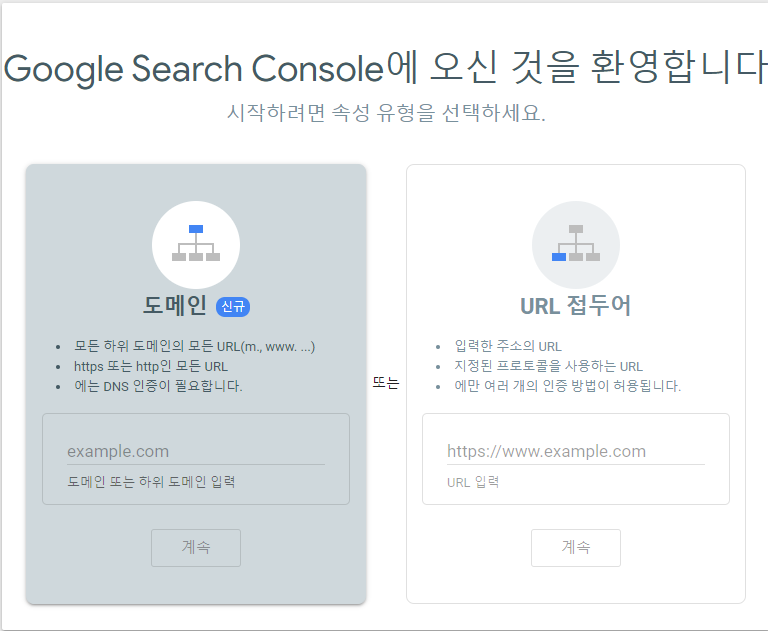 Google Search Console에 오신 것을 환영합니다
시작하려면 속성 유형을 선택하세요.
도메인 신규
모든 하위 도메인의 모든 URL(m., www. ...)
https 또는 http인 모든 URL
에는 DNS 인증이 필요합니다.
example.com
도메인 또는 하위 도메인 입력
계속
또는
URL 접두어
입력한 주소의 URL
지정된 프로토콜을 사용하는 URL
에만 여러 개의 인증 방법이 허용됩니다.
https://www.example.com
URL 입력
계속